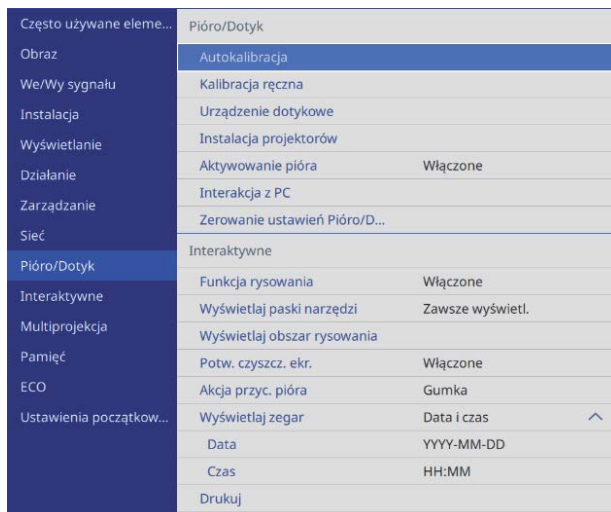 Często używane eleme...
Obraz
We/Wy sygnału
Instalacja
Wyświetlanie
Działanie
Zarządzanie
Sieć
Pióro/Dotyk
Interaktywne
Multiprojekcja
Pamięć
ECO
Ustawienia początkow...
Pióro/Dotyk
Autokalibracja
Kalibracja ręczna
Urządzenie dotykowe
Instalacja projektorów
Aktywowanie pióra Włączone
Interakcja z PC
Zerowanie ustawień Pióro/D...
Interaktywne
Funkcja rysowania Włączone
Wyświetlaj paski narzędzi Zawsze wyświetl.
Wyświetlaj obszar rysowania
Potw. czyszcz. ekr. Włączone
Akcja przyc. pióra Gumka
Wyświetlaj zegar Data i czas
Data YYYY-MM-DD
Czas HH:MM
Drukuj